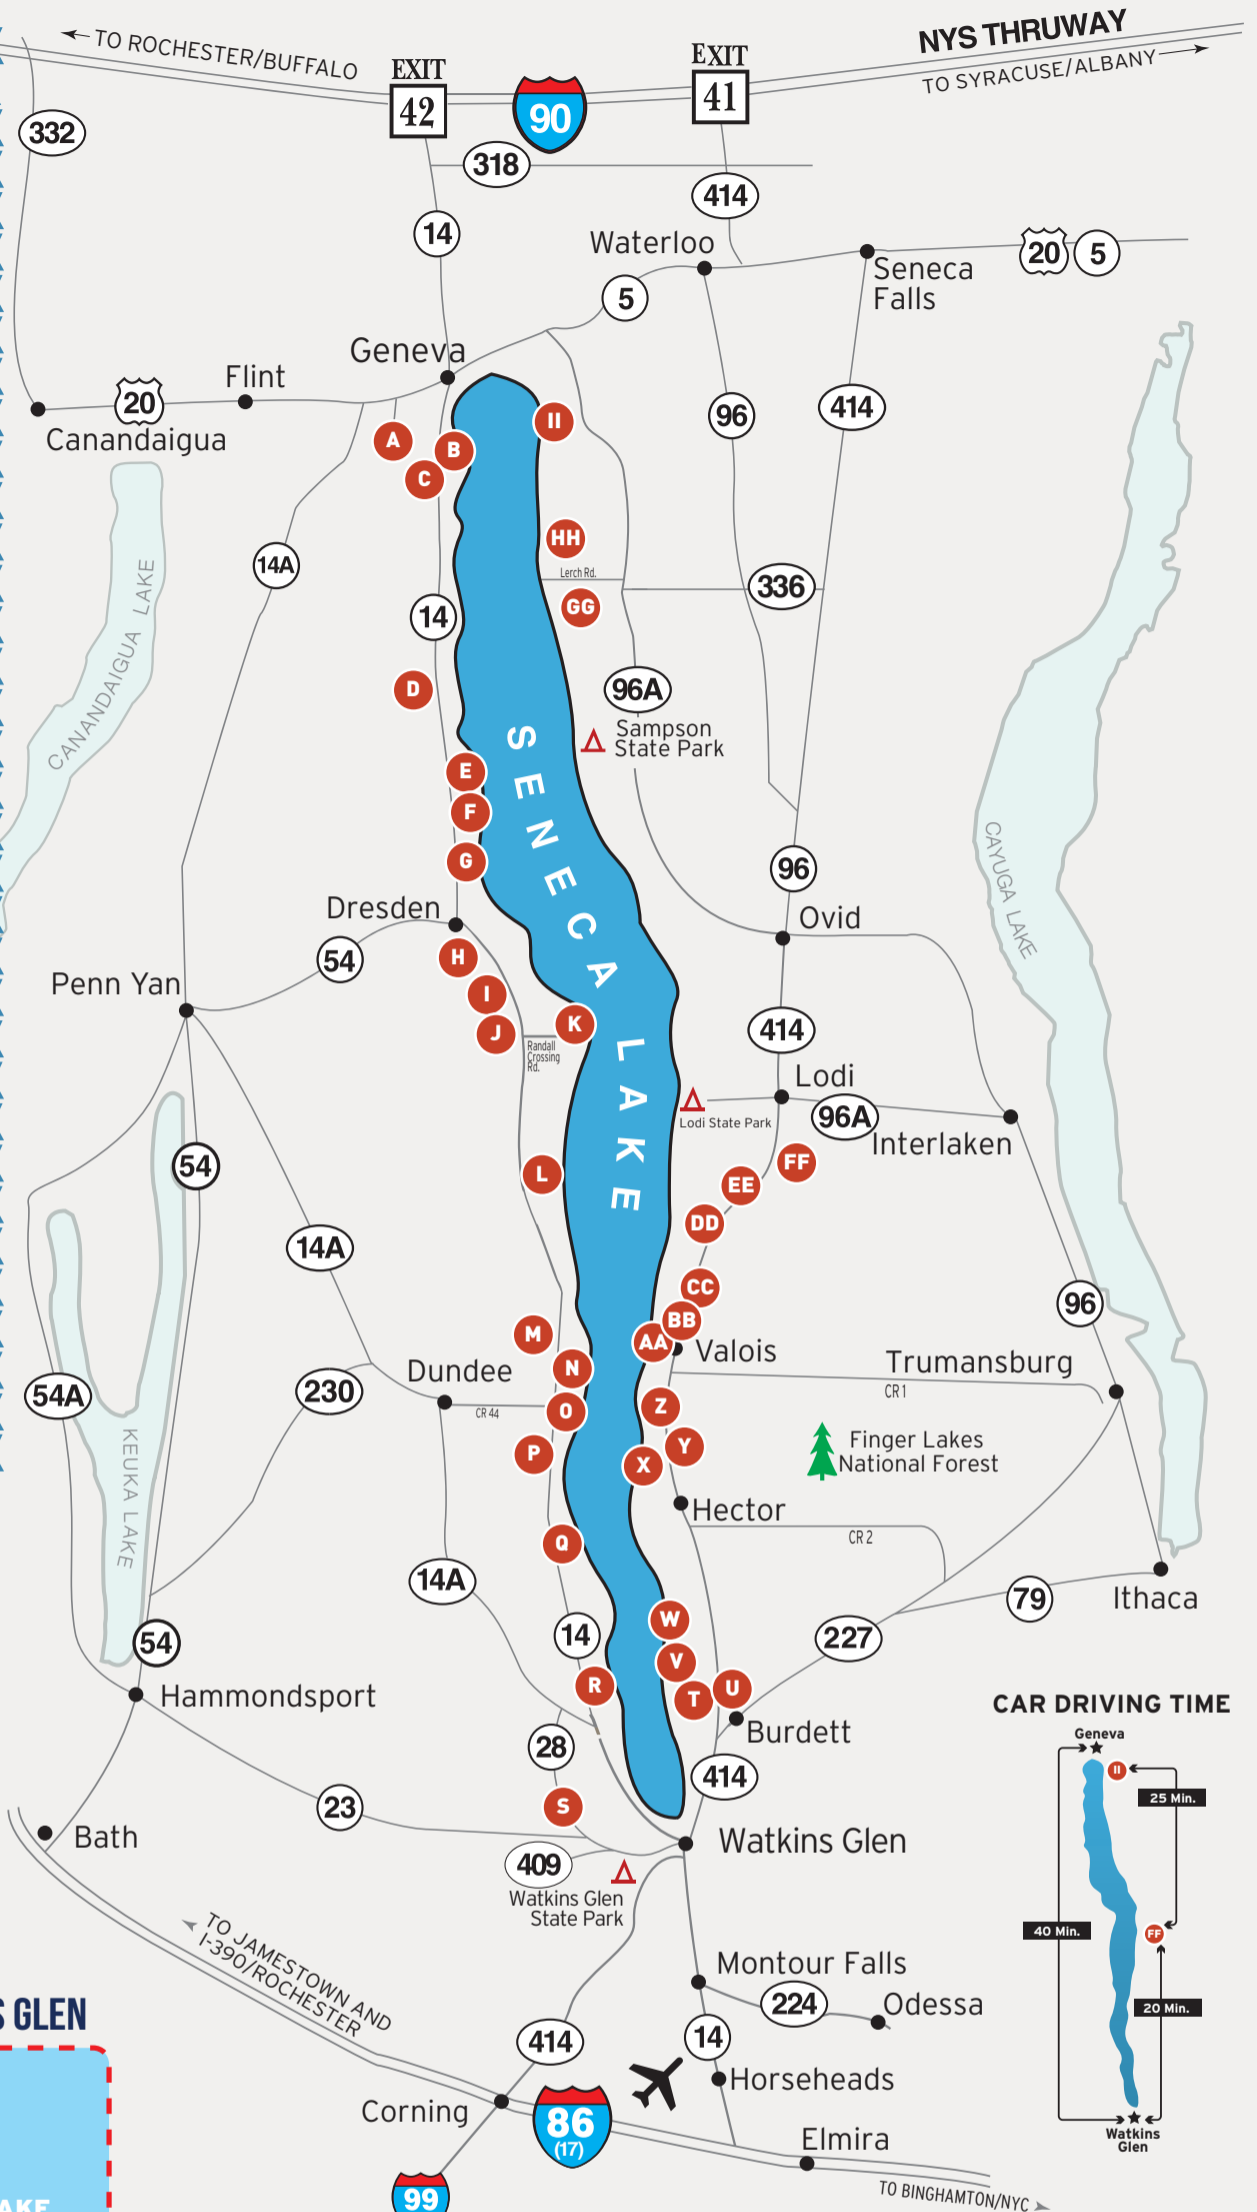 TO ROCHESTER/BUFFALO
NYS THRUWAY
TO SYRACUSE/ALBANY
EXIT
42
90
EXIT
41
332
318
414
14
Waterloo
20
5
Seneca
Falls
5
Geneva
Flint
20
Canandaigua
96
414
A
B
C
II
HH
Lerch Rd.
GG
336
14A
14
CANANDAIGUA LAKE
D
96A
Sampson
State Park
SENECA LAKE
E
F
G
CAYUGA LAKE
96
Dresden
Ovid
54
H
Penn Yan
I
J
K
Randall
Crossing
Rd.
414
Lodi
Lodi State Park
96A
Interlaken
54
L
FF
EE
DD
14A
CC
96
BB
AA
Valois
M
N
Dundee
Trumansburg
CR 1
54A
230
CR 44
O
P
Z
Y
X
Finger Lakes
National Forest
KEUKA LAKE
Hector
CR 2
Q
14A
79
Ithaca
14
W
227
54
V
R
T
U
Hammondsport
Burdett
28
414
23
S
Bath
Watkins Glen
409
Watkins Glen
State Park
CAR DRIVING TIME
Geneva
II
25 Min.
40 Min.
FF
20 Min.
Watkins
Glen
TO JAMESTOWN AND
I-390/ROCHESTER
S GLEN
Montour Falls
224
Odessa
414
14
Horseheads
Corning
86
(17)
Elmira
99
TO BINGHAMTON/NYC
AKE